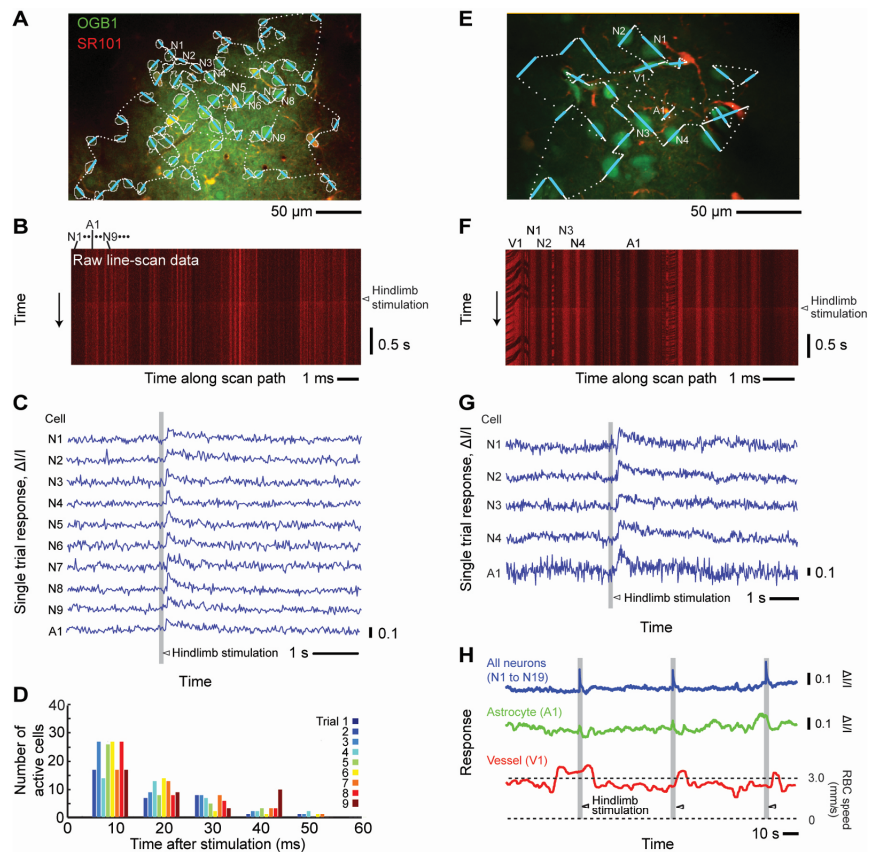 A
OGB1
SR101
N1
N2
N3
N4
N5
N7
A1
N6
N8
N9
50 µm
B
A1
N1••••N9•••
Raw line-scan data
Time
Hindlimb
stimulation
0.5 s
Time along scan path
1 ms
C
Cell
Single trial response, ΔI/I
N1
N2
N3
N4
N5
N6
N7
N8
N9
A1
0.1
Hindlimb stimulation
1 s
Time
D
Number of
active cells
40
30
20
10
0
Trial 1
2
3
4
5
6
7
8
9
0 10 20 30 40 50 60
Time after stimulation (ms)
E
N2
N1
V1
A1
N3
N4
50 µm
F
N1 N3
V1 N2 N4 A1
Time
Hindlimb
stimulation
0.5 s
Time along scan path
1 ms
G
Cell
Single trial response, ΔI/I
N1
N2
N3
N4
A1
0.1
Hindlimb stimulation
1 s
Time
H
Response
All neurons
(N1 to N19)
0.1
ΔI/I
Astrocyte (A1)
0.1
ΔI/I
Vessel (V1)
3.0
RBC speed
(mm/s)
Hindlimb
stimulation
0
Time
10 s